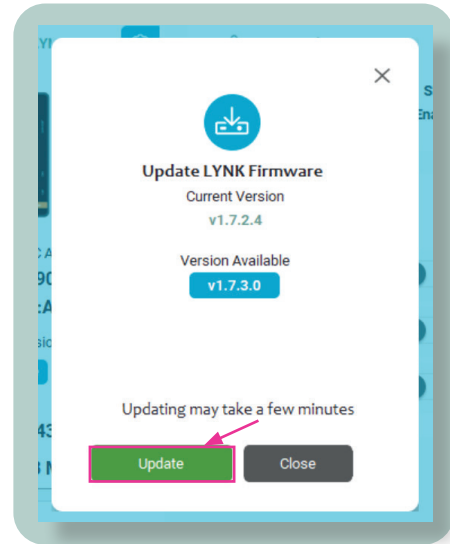 Update LYNK Firmware
Current Version
v1.7.2.4
Version Available
v1.7.3.0
Updating may take a few minutes
Update
Close